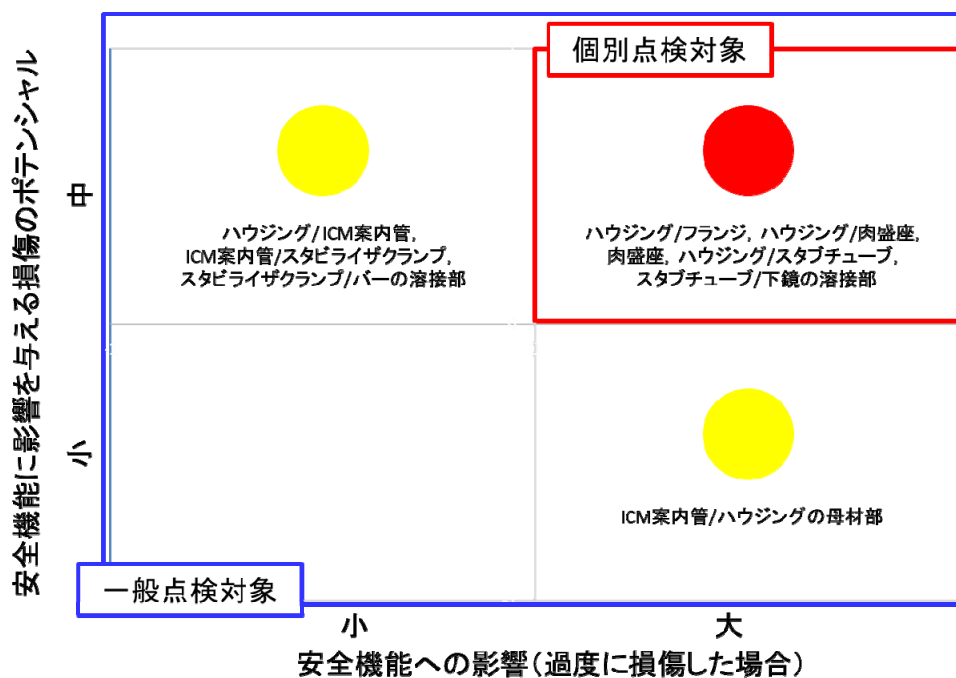 個別点検対象
安全機能に影響を与える損傷のポテンシャル
中
ハウジング/ICM案内管,
ICM案内管/スタビライザクランプ,
スタビライザクランプ/バーの溶接部
ハウジング/フランジ, ハウジング/肉盛座,
肉盛座, ハウジング/スタブチューブ,
スタブチューブ/下鏡の溶接部
小
ICM案内管/ハウジングの母材部
一般点検対象
小
大
安全機能への影響(過度に損傷した場合)